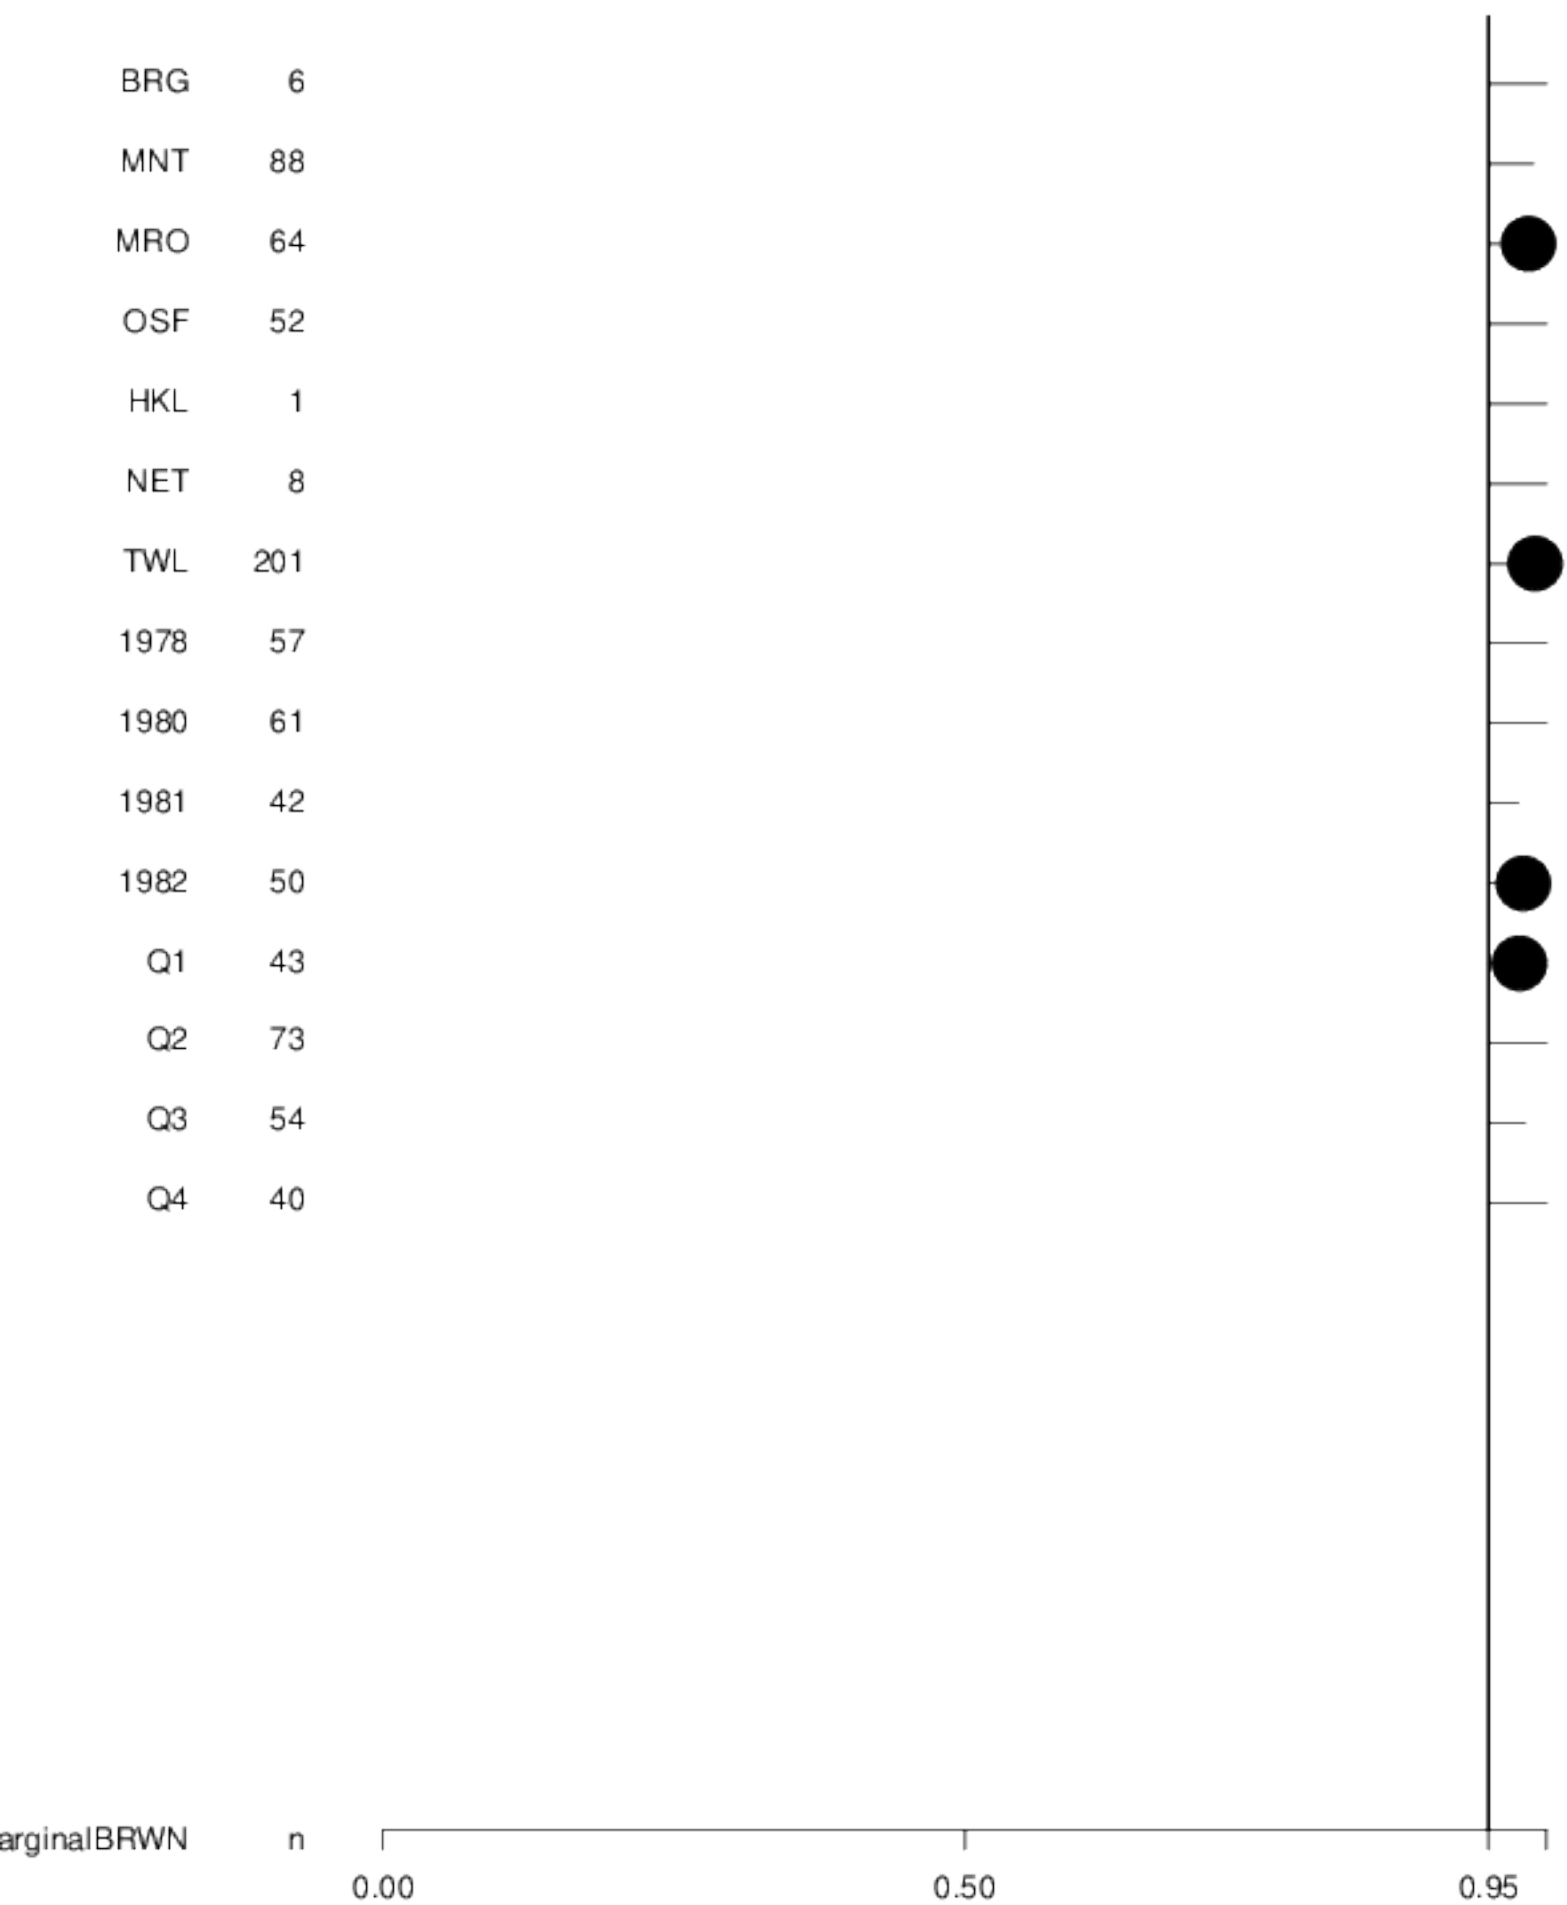 BRG 6
MNT 88
MRO 64
OSF 52
HKL 1
NET 8
TWL 201
1978 57
1980 61
1981 42
1982 50
Q1 43
Q2 73
Q3 54
Q4 40
arginalBRWN n
0.00 0.50 0.95